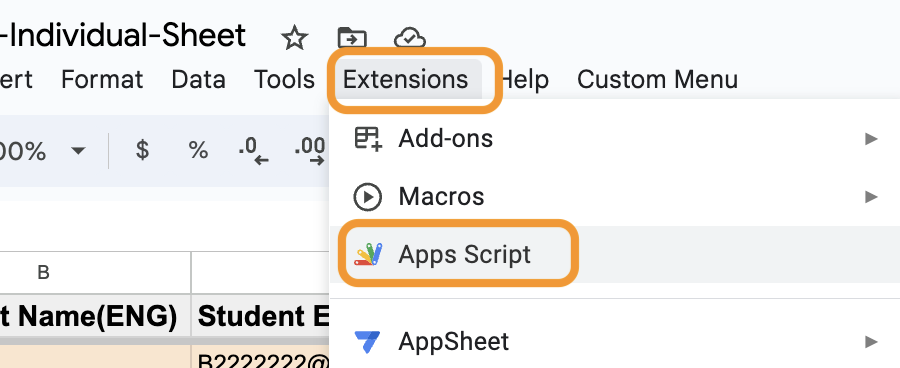 -Individual-Sheet
ert Format Data Tools Extensions Help Custom Menu
00% $ % .0 .00
Add-ons
Macros
Apps Script
AppSheet
B
t Name(ENG) Student E
B2222222@